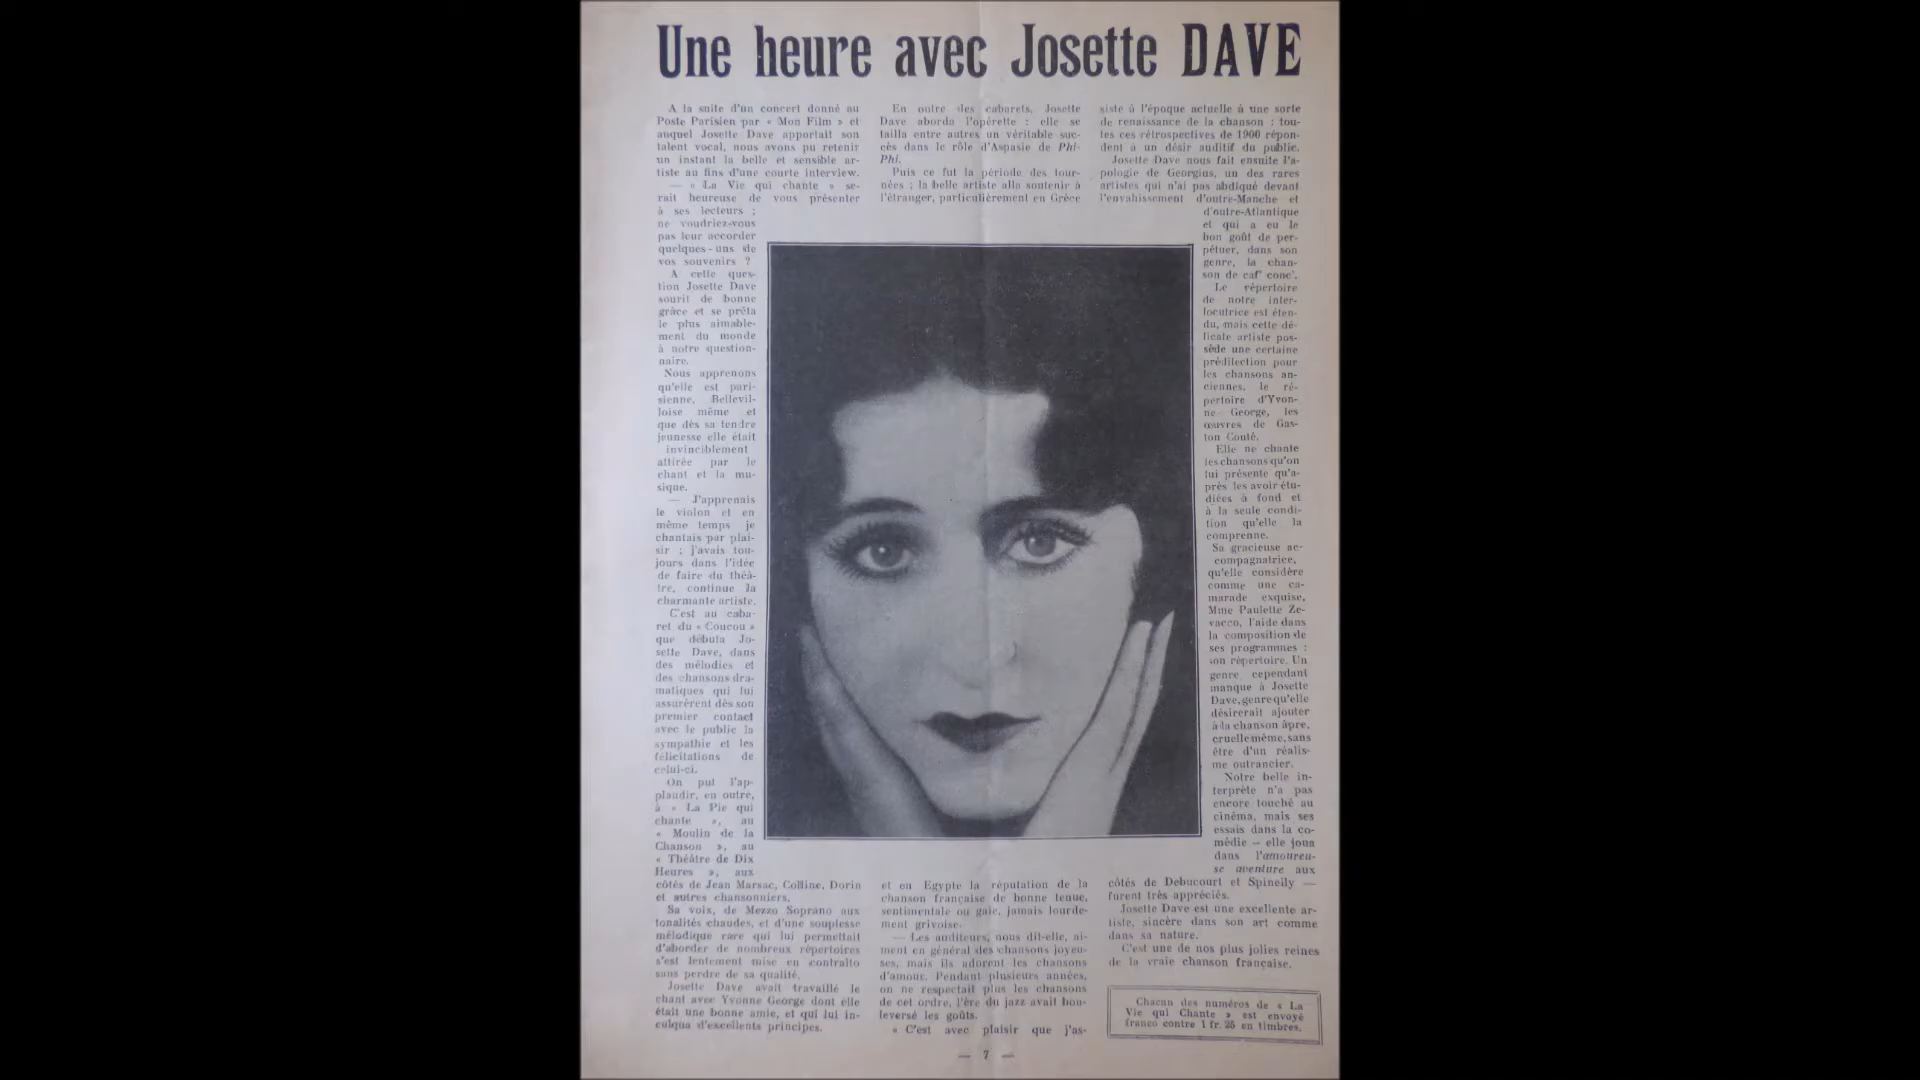 Une heure avec Josette DAVE
A la suite d'un concert donné au
Poste Parisien par « Mon Film » et
auquel Josette Dave apportait son
talent vocal, nous avons pu retenir
un instant la belle et sensible ar-
tiste au fins d'une courte interview.
— « La Vie qui chante » se-
rait heureuse de vous présenter
à ses lecteurs ;
ne voudriez-vous
pas leur accorder
quelques-uns de
vos souvenirs ?
A cette ques-
tion Josette Dave
sourit de bonne
grâce et se prêta
le plus aimable-
ment du monde
à notre question-
naire.
Nous apprenons
qu'elle est pari-
sienne, Bellevil-
loise même et
que dès sa tendre
jeunesse elle était
invinciblement
attirée par le
chant et la mu-
sique.
— J'apprenais
le violon et en
même temps je
chantais par plai-
sir ; j'avais tou-
jours dans l'idée
de faire du théâ-
tre, continue la
charmante artiste.
C'est au caba-
ret du « Coucou »
que débuta Jo-
sette Dave, dans
des mélodies et
des chansons dra-
matiques qui lui
assurèrent dès son
premier contact
avec le public la
sympathie et les
félicitations de
celui-ci.
On put l'ap-
plaudir, en outre,
à « La Pie qui
chante », au
« Moulin de la
Chanson », au
« Théâtre de Dix
Heures », aux
côtés de Jean Marsac, Colline, Dorin
et autres chansonniers.
Sa voix, de Mezzo Soprano aux
tonalités chaudes, et d'une souplesse
mélodique rare qui lui permettait
d'aborder de nombreux répertoires
s'est lentement mise en contralto
sans perdre de sa qualité.
Josette Dave avait travaillé le
chant avec Yvonne George dont elle
était une bonne amie, et qui lui in-
culqua d'excellents principes.
En outre des cabarets, Josette
Dave aborda l'opérette : elle se
tailla entre autres un véritable suc-
cès dans le rôle d'Aspasie de Phi-
Phi.
Puis ce fut la période des tour-
nées ; la belle artiste alla soutenir à
l'étranger, particulièrement en Grèce
et en Egypte la réputation de la
chanson française de bonne tenue,
sentimentale ou gaie, jamais lourde-
ment grivoise.
— Les auditeurs, nous dit-elle, ai-
ment en général des chansons joyeu-
ses, mais ils adorent les chansons
d'amour. Pendant plusieurs années,
on ne respectait plus les chansons
de cet ordre, l'ère du jazz avait bou-
leversé les goûts.
« C'est avec plaisir que j'as-
siste à l'époque actuelle à une sorte
de renaissance de la chanson : tou-
tes ces rétrospectives de 1900 répon-
dent à un désir auditif du public.
Josette Dave nous fait ensuite l'a-
pologie de Georgius, un des rares
artistes qui n'ai pas abdiqué devant
l'envahissement d'outre-Manche et
d'outre-Atlantique
et qui a eu le
bon goût de per-
pétuer, dans son
genre, la chan-
son de caf' conc'.
Le répertoire
de notre inter-
locutrice est éten-
du, mais cette dé-
licate artiste pos-
sède une certaine
prédilection pour
les chansons an-
ciennes, le ré-
pertoire d'Yvon-
ne George, les
œuvres de Gas-
ton Couté.
Elle ne chante
les chansons qu'on
lui présente qu'a-
près les avoir étu-
diées à fond et
à la seule condi-
tion qu'elle la
comprenne.
Sa gracieuse ac-
compagnatrice,
qu'elle considère
comme une ca-
marade exquise,
Mme Paulette Ze-
vacco, l'aide dans
la composition de
ses programmes :
son répertoire. Un
genre cependant
manque à Josette
Dave, genre qu'elle
désirerait ajouter
à la chanson âpre,
cruelle même, sans
être d'un réalis-
me outrancier.
Notre belle in-
terprète n'a pas
encore touché au
cinéma, mais ses
essais dans la co-
médie — elle joua
dans l'amoureu-
se aventure aux
côtés de Debucourt et Spinelly —
furent très appréciés.
Josette Dave est une excellente ar-
tiste, sincère dans son art comme
dans sa nature.
C'est une de nos plus jolies reines
de la vraie chanson française.
Chacun des numéros de « La
Vie qui Chante » est envoyé
franco contre 1 fr. 25 en timbres.
— 7 —